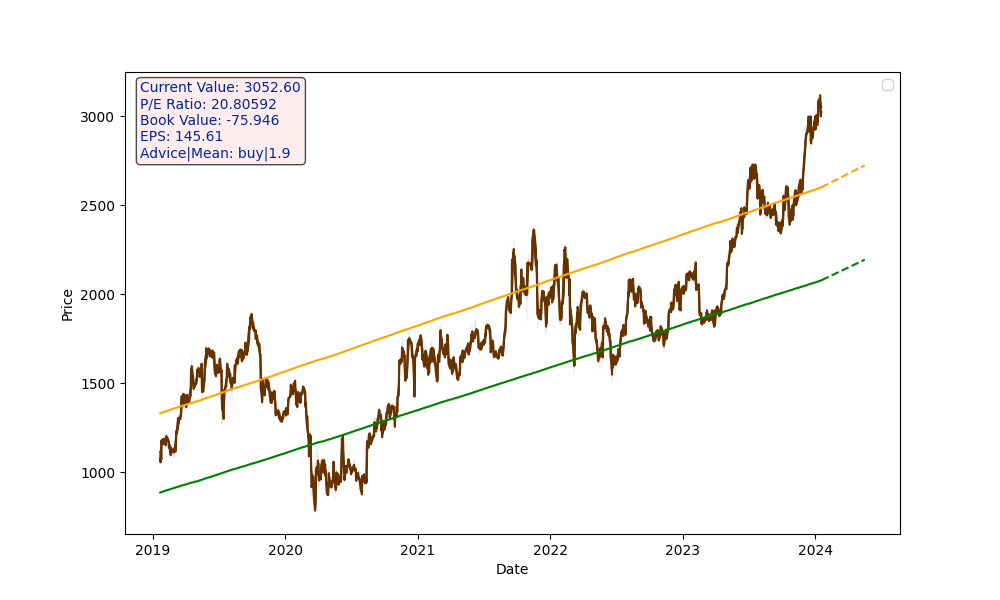 Current Value: 3052.60
P/E Ratio: 20.80592
Book Value: -75.946
EPS: 145.61
Advice|Mean: buy|1.9
3000
2500
2000
1500
1000
Price
2019 2020 2021 2022 2023 2024
Date